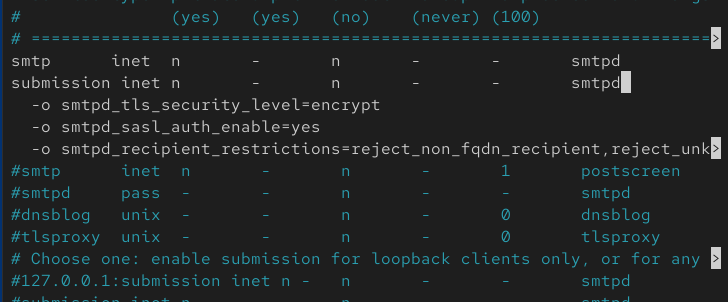 #               (yes)   (yes)   (no)    (never) (100)
# ====================================================================>
smtp      inet  n       -       n       -       -       smtpd
submission inet n       -       n       -       -       smtpd
  -o smtpd_tls_security_level=encrypt
  -o smtpd_sasl_auth_enable=yes
  -o smtpd_recipient_restrictions=reject_non_fqdn_recipient,reject_unk>
#smtp      inet  n       -       n       -       1       postscreen
#smtpd     pass  -       -       n       -       -       smtpd
#dnsblog   unix  -       -       n       -       0       dnsblog
#tlsproxy  unix  -       -       n       -       0       tlsproxy
# Choose one: enable submission for loopback clients only, or for any >
#127.0.0.1:submission inet n -   n       -       -       smtpd
#submission inet n       -       n       -       -       smtpd